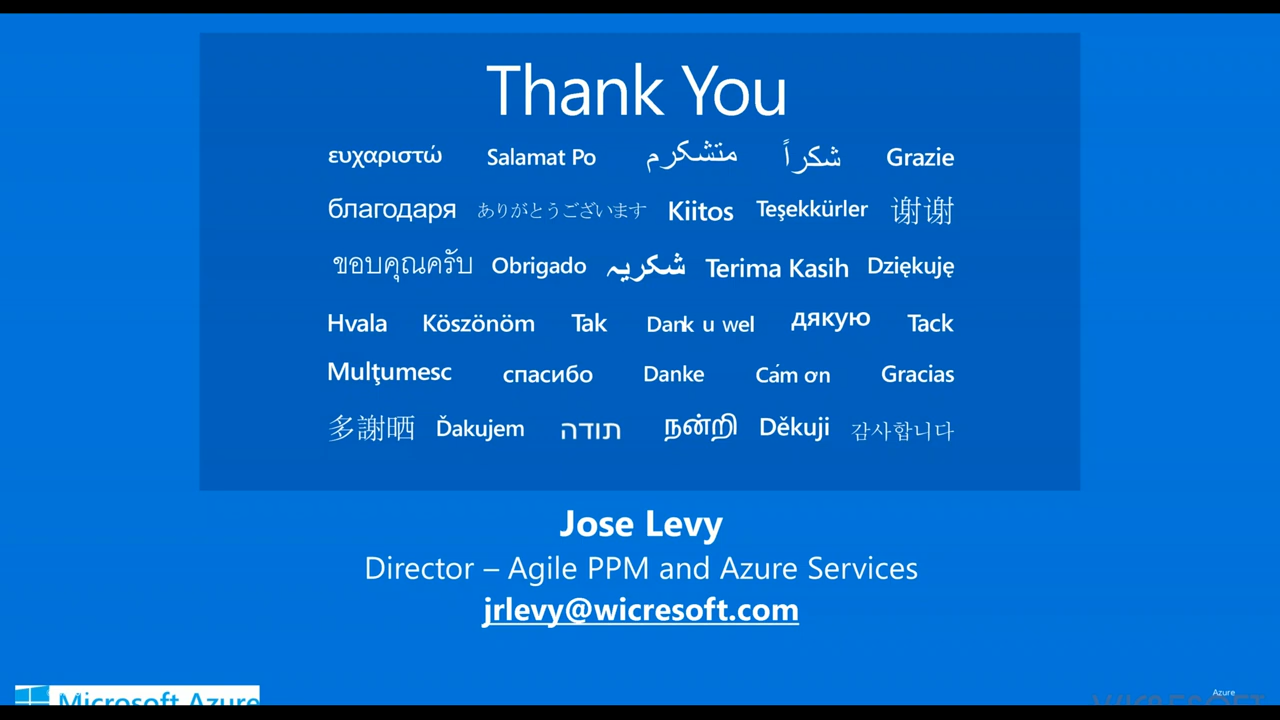 Thank You
ευχαριστώ Salamat Po متشکرم شكراً Grazie
благодаря ありがとうございます Kiitos Teşekkürler 谢谢
ขอบคุณครับ Obrigado شکریہ Terima Kasih Dziękuję
Hvala Köszönöm Tak Dank u wel дякую Tack
Mulţumesc спасибо Danke Cám ơn Gracias
多謝晒 Ďakujem תודה நன்றி Děkuji 감사합니다
Jose Levy
Director – Agile PPM and Azure Services
jrlevy@wicresoft.com
Microsoft Azure
Azure